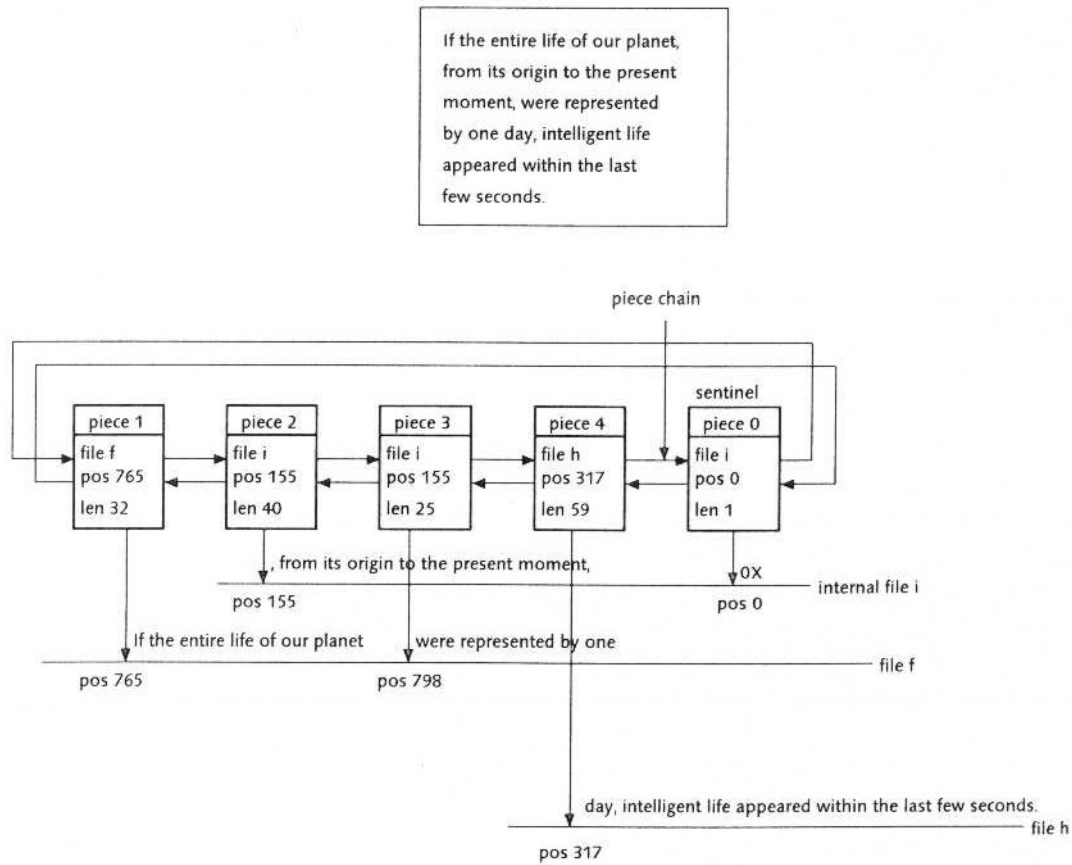 If the entire life of our planet,
from its origin to the present
moment, were represented
by one day, intelligent life
appeared within the last
few seconds.
piece chain
sentinel
piece 1 piece 2 piece 3 piece 4 piece 0
file f file i file i file h file i
pos 765 pos 155 pos 155 pos 317 pos 0
len 32 len 40 len 25 len 59 len 1
, from its origin to the present moment, 0X
internal file i
pos 155 pos 0
If the entire life of our planet were represented by one
file f
pos 765 pos 798
day, intelligent life appeared within the last few seconds.
file h
pos 317